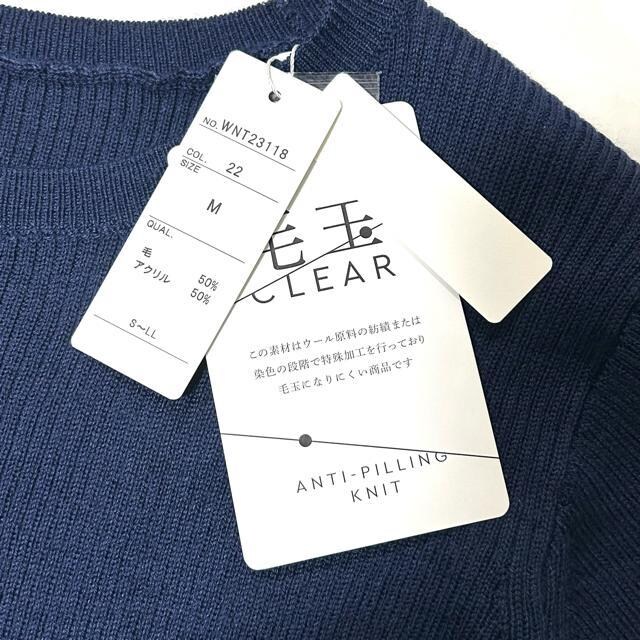 NO. WNT23118
COL. 22
SIZE
M
QUAL.
毛 50%
アクリル 50%
S〜LL
毛玉
CLEAR
この素材はウール原料の紡績または
染色の段階で特殊加工を行っており
毛玉になりにくい商品です
ANTI-PILLING
KNIT